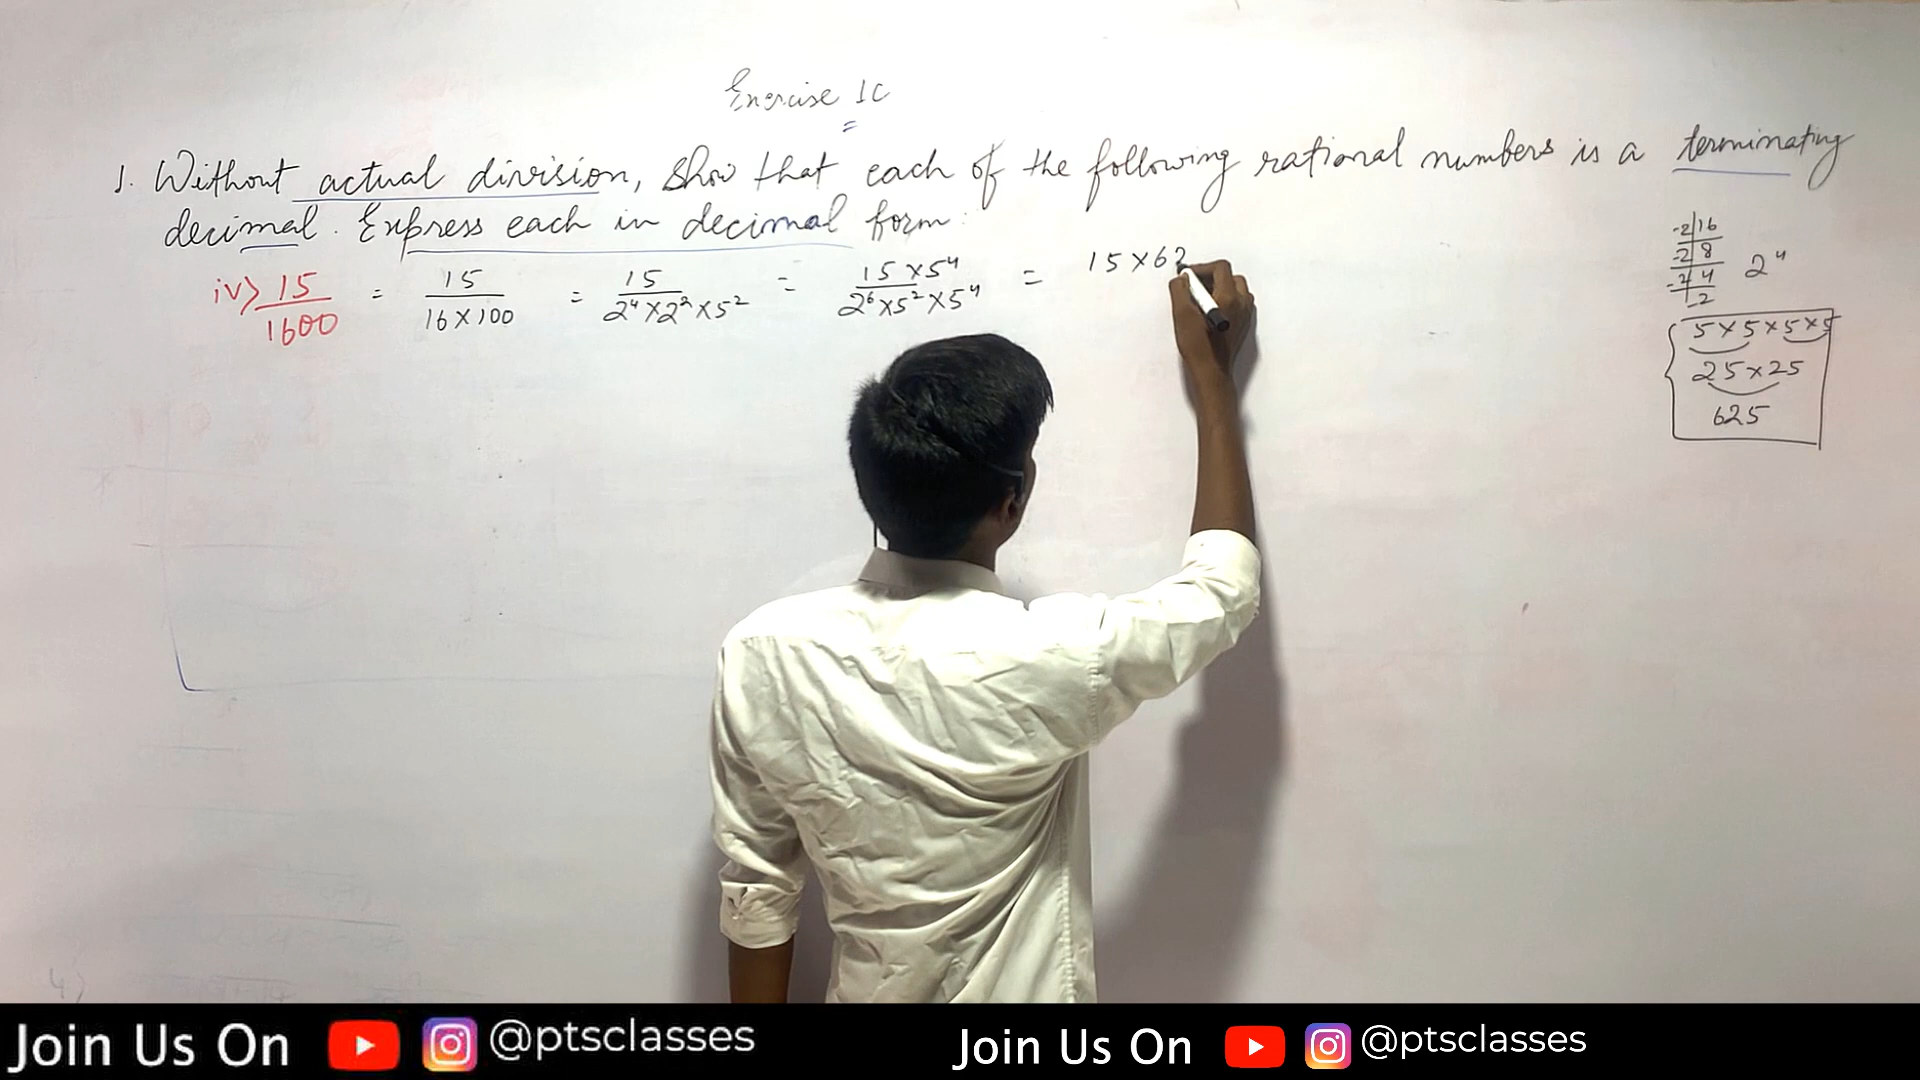 Exercise 1C
=
1. Without actual division, Show that each of the following rational numbers is a terminating
decimal. Express each in decimal form:
iv> 15/1600 = 15/16×100 = 15/2⁴×2²×5² = 15×5⁴/2⁶×5²×5⁴ = 15×62
-2|16
-2|8
-2|4
-2
2⁴
5×5×5×5
25×25
625
Join Us On @ptsclasses Join Us On @ptsclasses